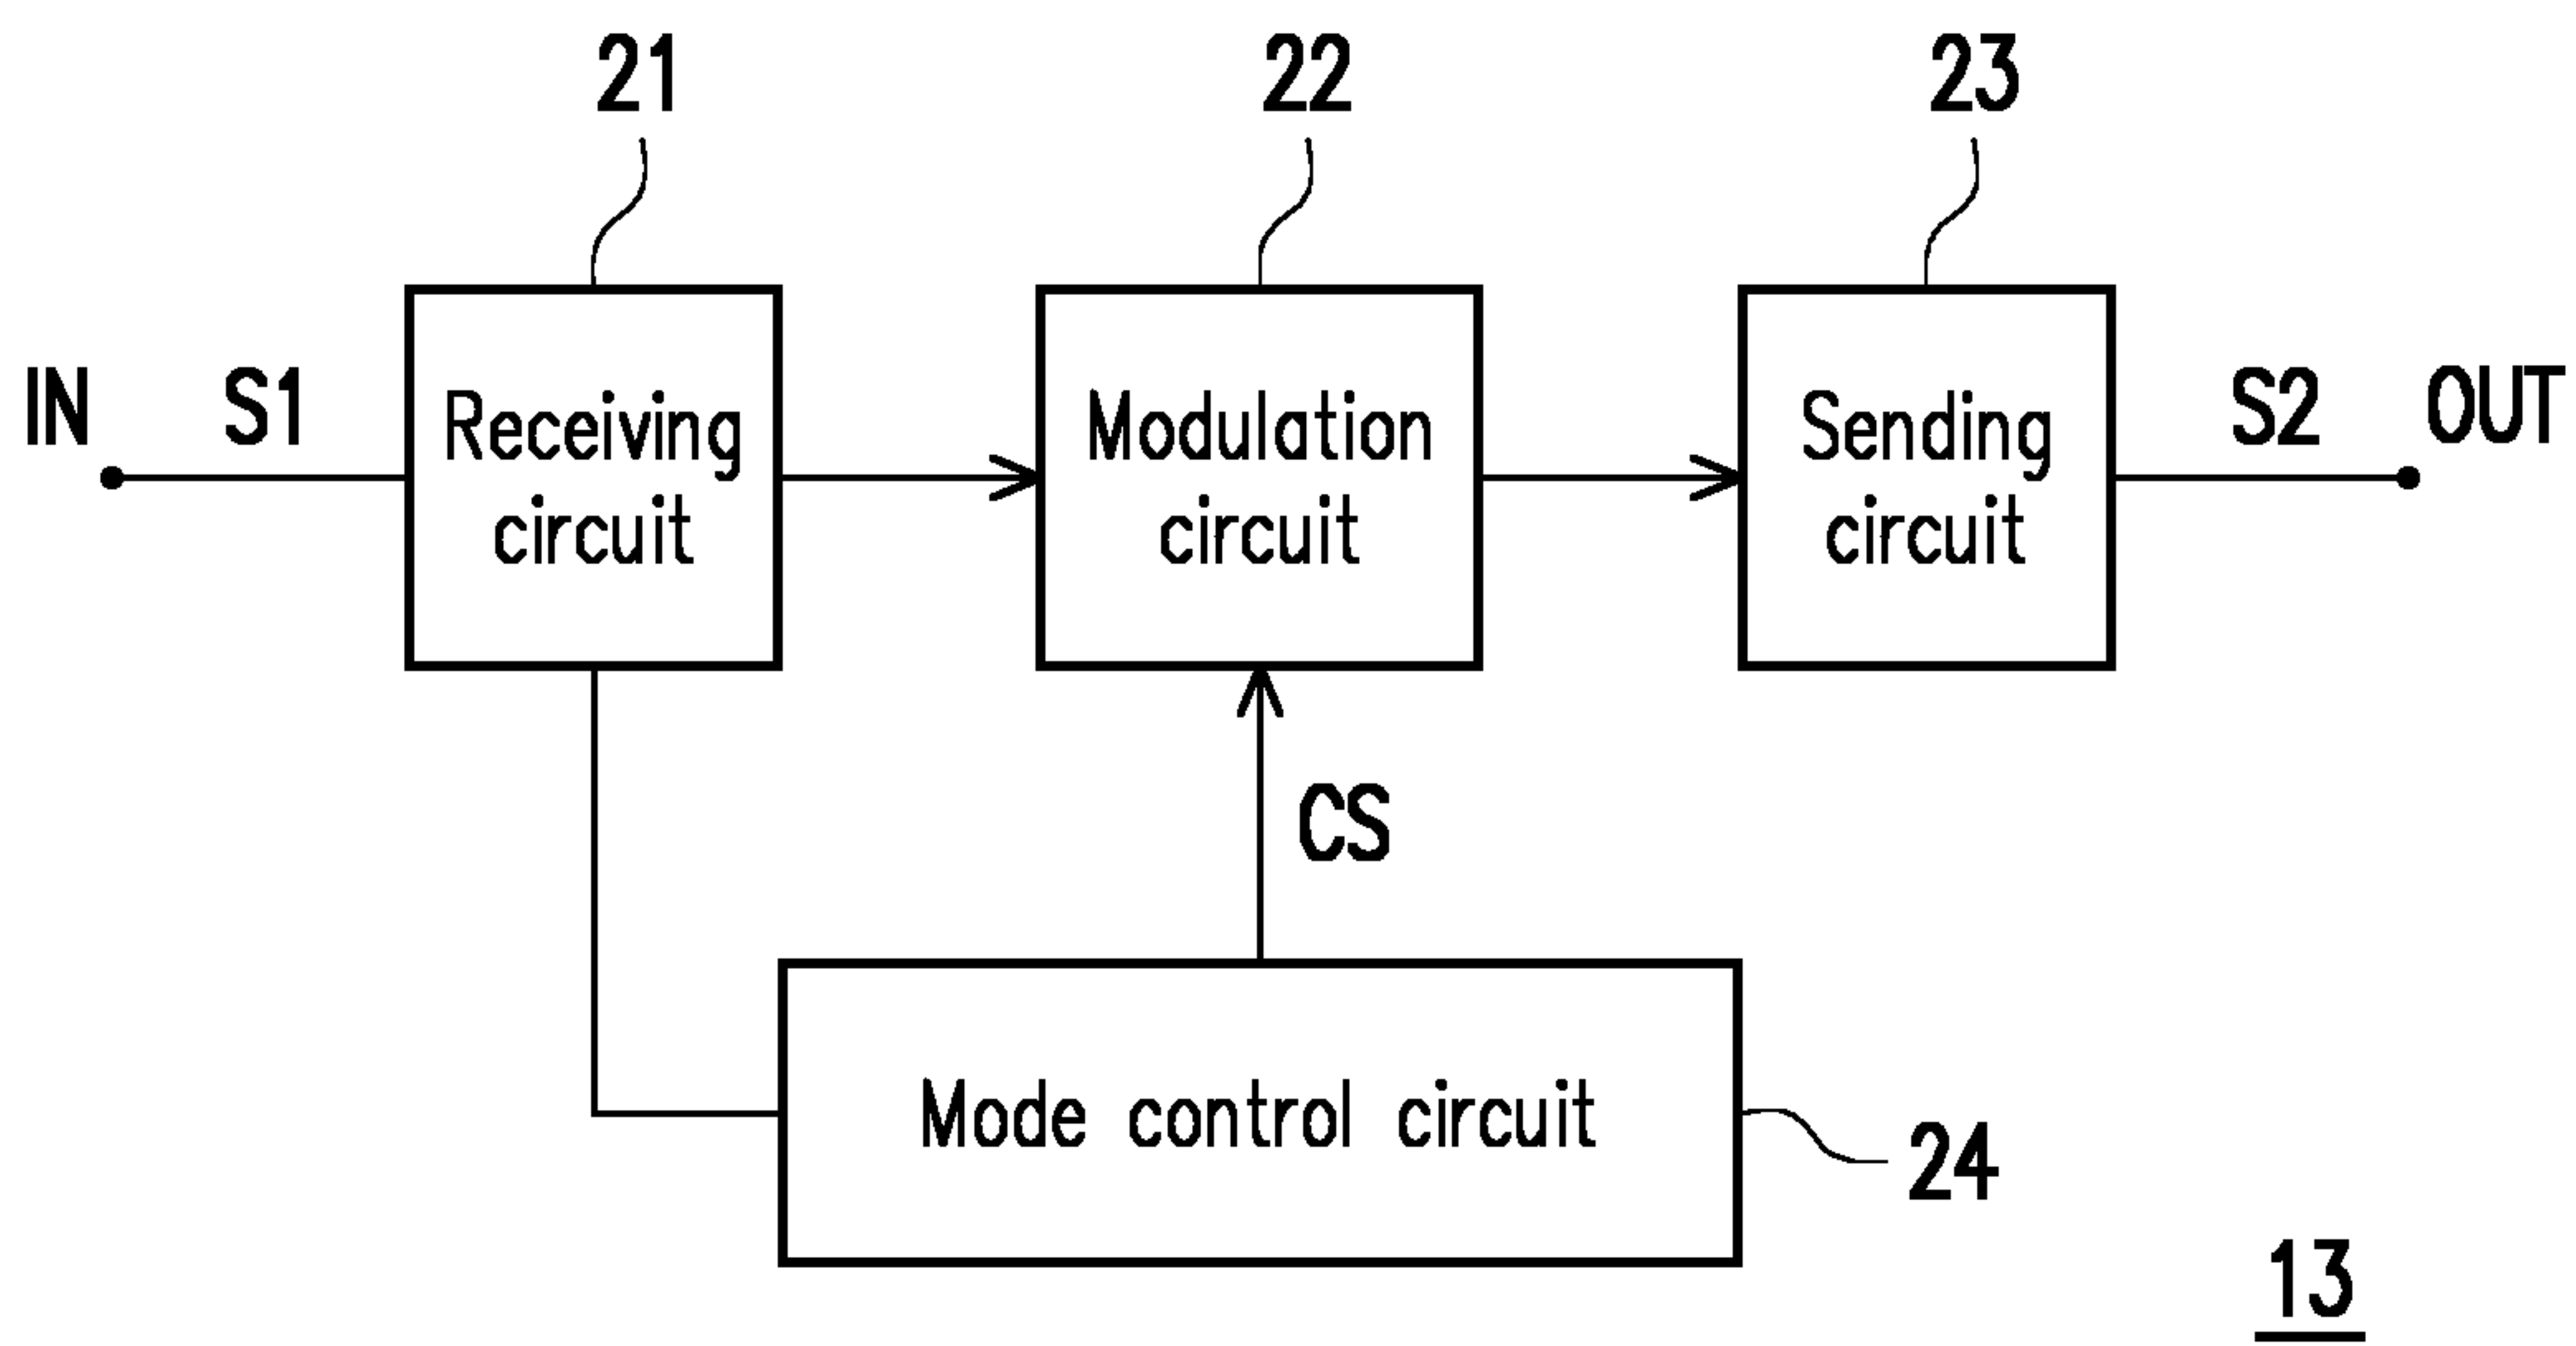 21
22
23
IN
S1
Receiving
circuit
Modulation
circuit
Sending
circuit
S2
OUT
CS
Mode control circuit
24
13